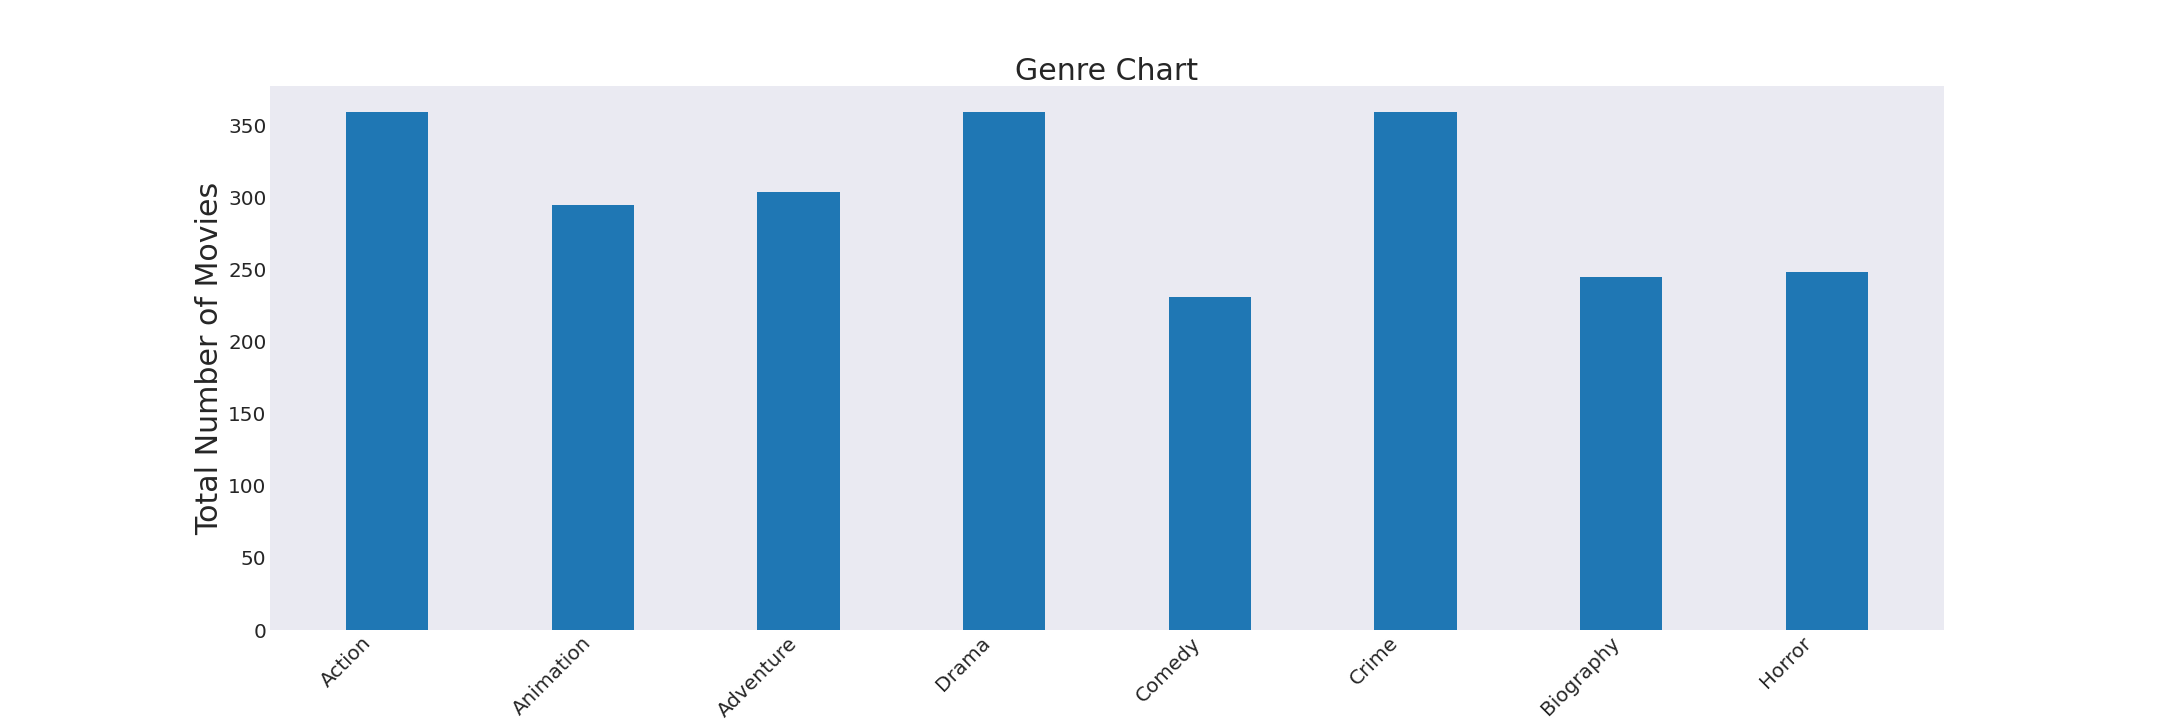 Genre Chart
Total Number of Movies
350
300
250
200
150
100
50
0
Action
Animation
Adventure
Drama
Comedy
Crime
Biography
Horror